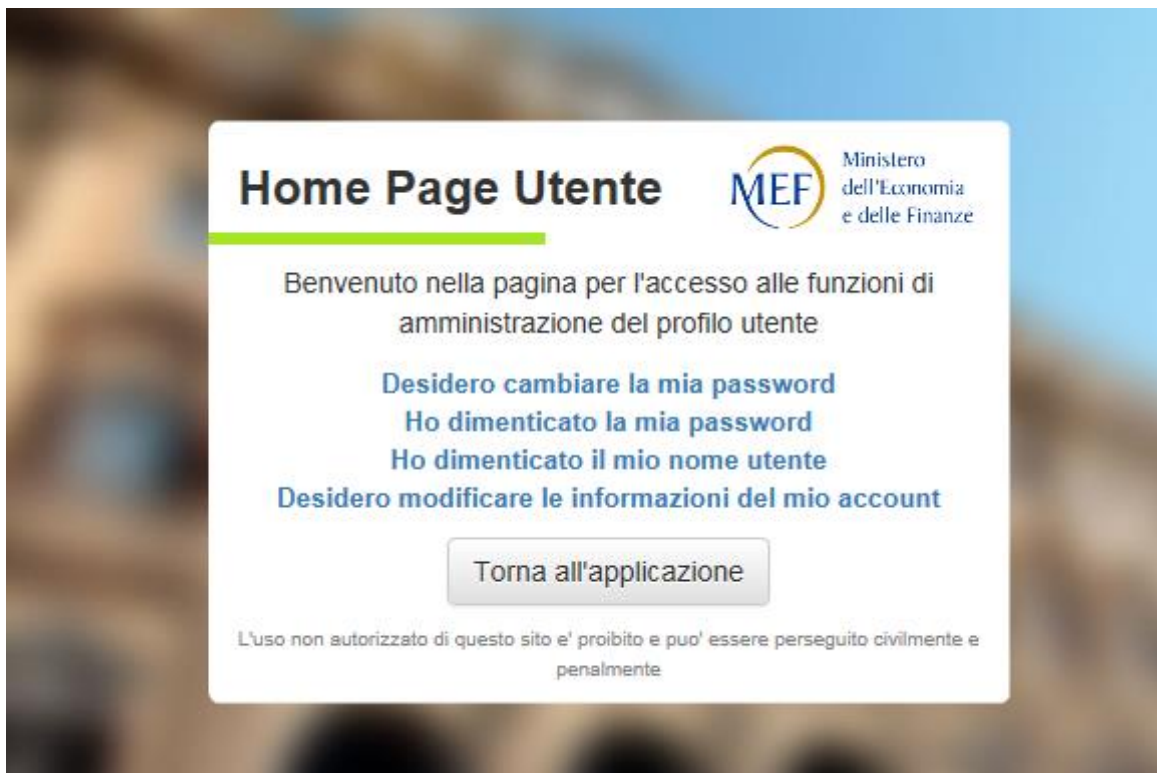 Home Page Utente
MEF
Ministero
dell'Economia
e delle Finanze
Benvenuto nella pagina per l'accesso alle funzioni di
amministrazione del profilo utente
Desidero cambiare la mia password
Ho dimenticato la mia password
Ho dimenticato il mio nome utente
Desidero modificare le informazioni del mio account
Torna all'applicazione
L'uso non autorizzato di questo sito e' proibito e puo' essere perseguito civilmente e
penalmente